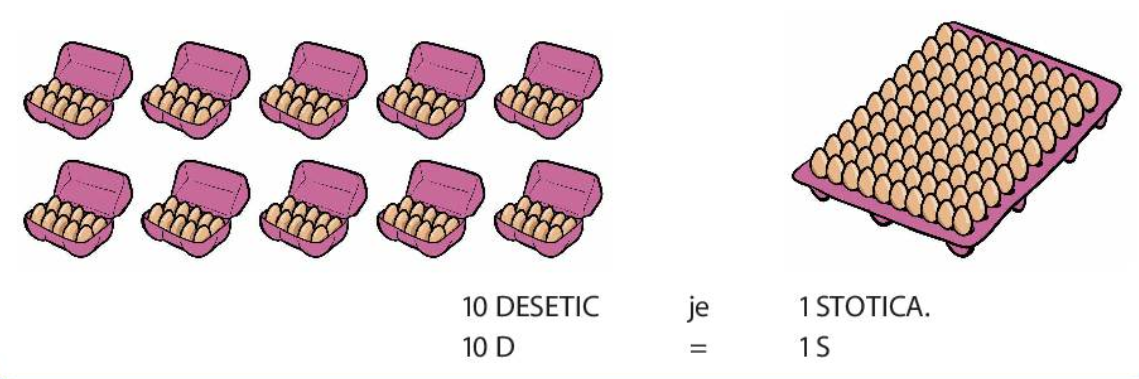 10 DESETIC je 1 STOTICA.
10 D = 1 S